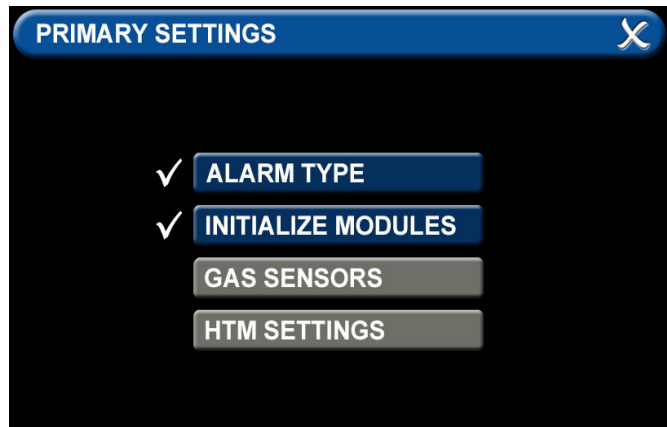 PRIMARY SETTINGS
ALARM TYPE
INITIALIZE MODULES
GAS SENSORS
HTM SETTINGS